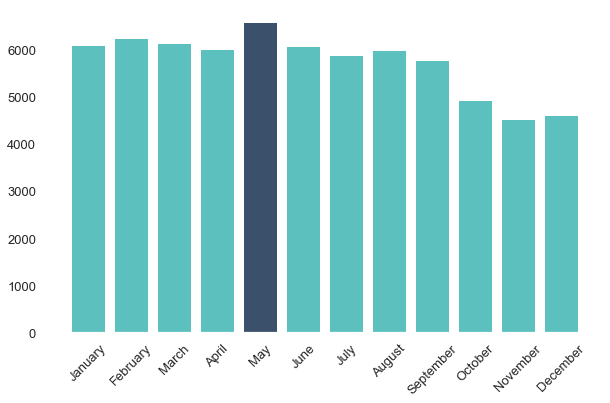 6000
5000
4000
3000
2000
1000
0
January
February
March
April
May
June
July
August
September
October
November
December